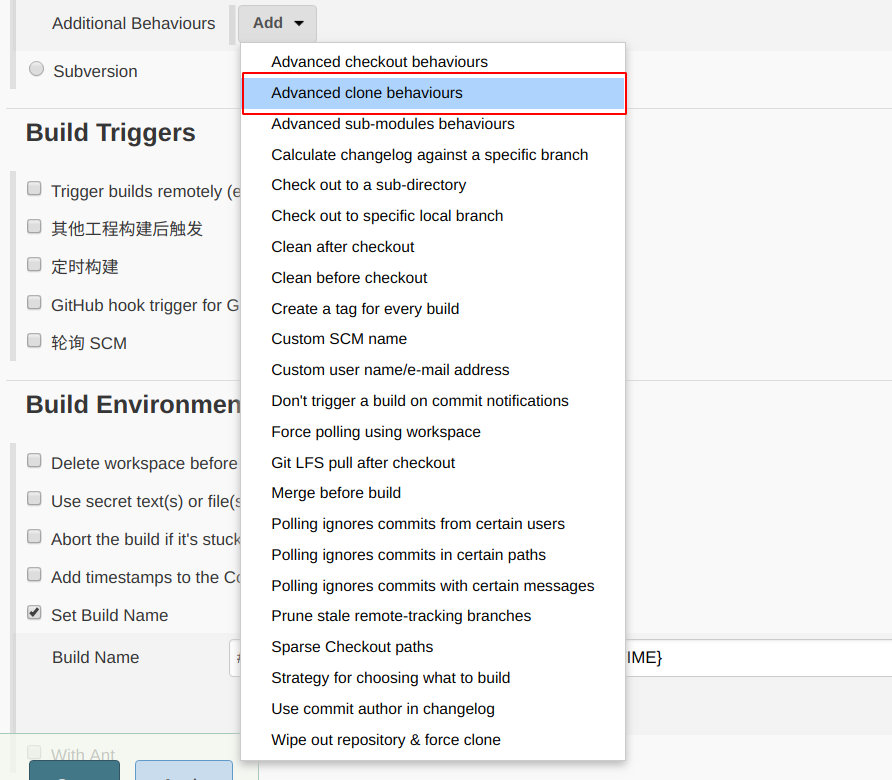 Additional Behaviours
Add
Advanced checkout behaviours
Subversion
Advanced clone behaviours
Build Triggers
Advanced sub-modules behaviours
Calculate changelog against a specific branch
Trigger builds remotely (e
Check out to a sub-directory
其他工程构建后触发
Check out to specific local branch
Clean after checkout
定时构建
Clean before checkout
GitHub hook trigger for G
Create a tag for every build
轮询 SCM
Custom SCM name
Custom user name/e-mail address
Build Environmen
Don't trigger a build on commit notifications
Force polling using workspace
Delete workspace before
Git LFS pull after checkout
Use secret text(s) or file(s
Merge before build
Polling ignores commits from certain users
Abort the build if it's stuck
Polling ignores commits in certain paths
Add timestamps to the Co
Polling ignores commits with certain messages
Set Build Name
Prune stale remote-tracking branches
Sparse Checkout paths
Build Name
IME}
Strategy for choosing what to build
Use commit author in changelog
Wipe out repository & force clone
With Ant